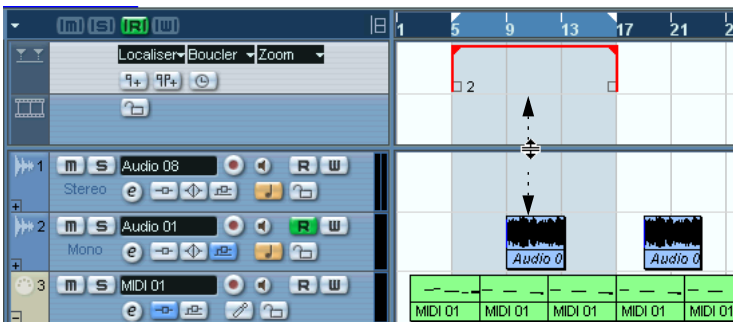 m S R W 1 5 9 13 17 21 2
Localiser Boucler Zoom
2
1 m S Audio 08 R W
Stereo e
2 m S Audio 01 R W
Mono e Audio 0 Audio 0
3 m S MIDI 01 R W
e MIDI 01 MIDI 01 MIDI 01 MIDI 01 MIDI 01